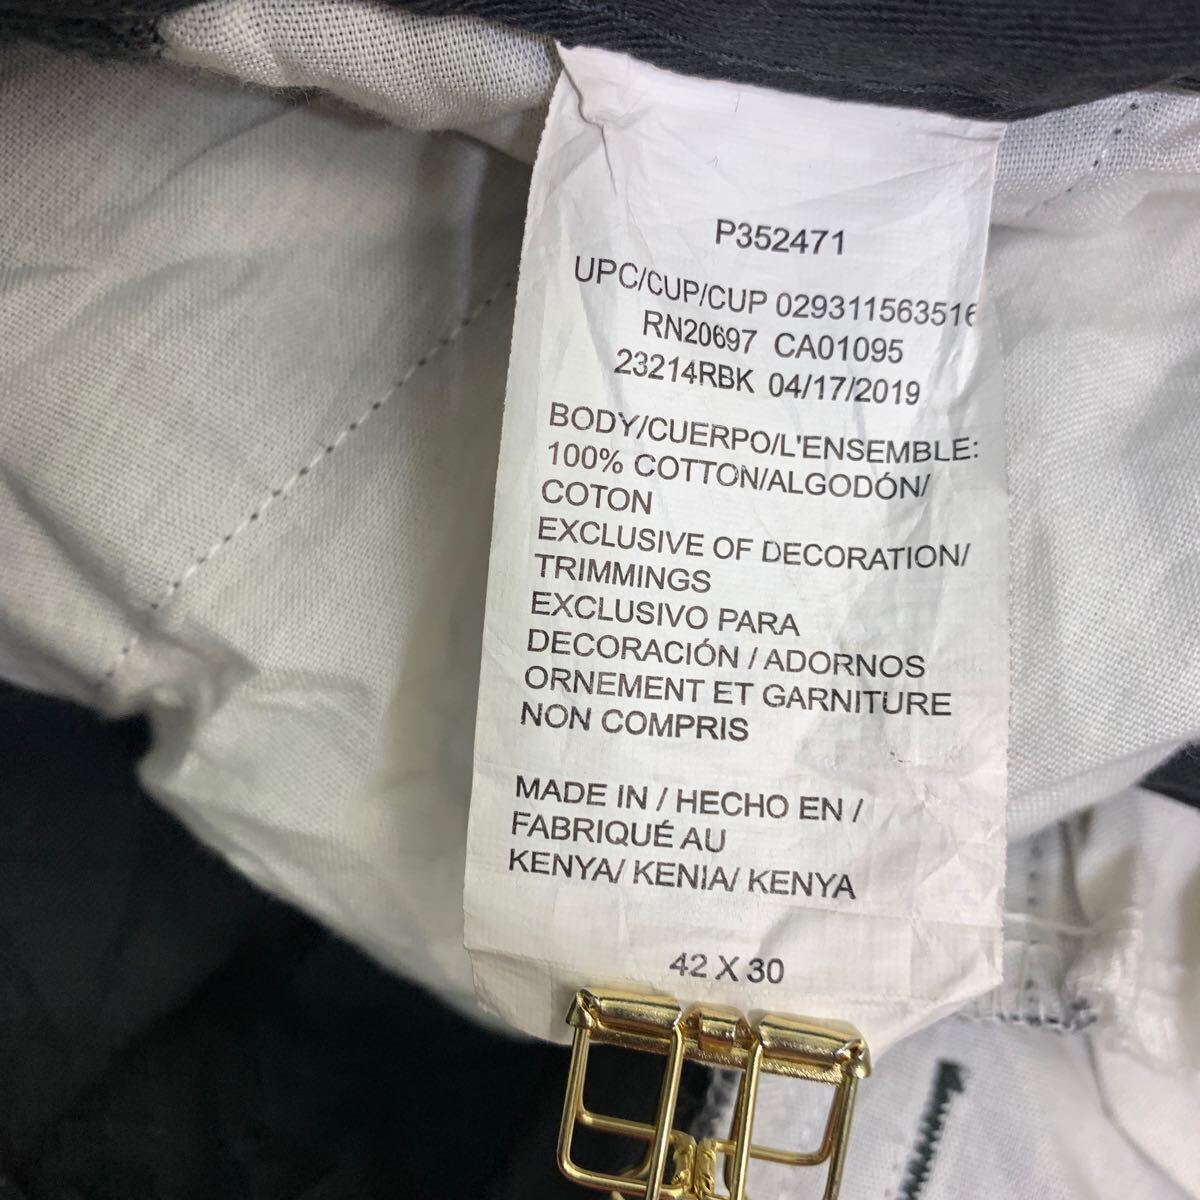 P352471
UPC/CUP/CUP 029311563516
RN20697 CA01095
23214RBK 04/17/2019
BODY/CUERPO/L'ENSEMBLE:
100% COTTON/ALGODÓN/
COTON
EXCLUSIVE OF DECORATION/
TRIMMINGS
EXCLUSIVO PARA
DECORACIÓN / ADORNOS
ORNEMENT ET GARNITURE
NON COMPRIS
MADE IN / HECHO EN /
FABRIQUÉ AU
KENYA/ KENIA/ KENYA
42 X 30